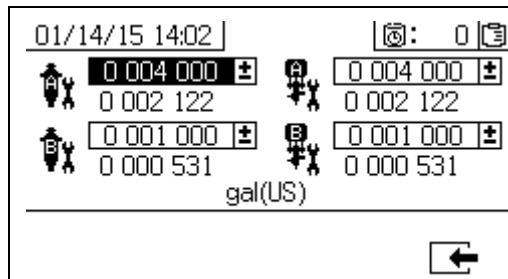 01/14/15 14:02 : 0
A 0 004 000 ± A 0 004 000 ±
0 002 122 0 002 122
B 0 001 000 ± B 0 001 000 ±
0 000 531 0 000 531
gal(US)